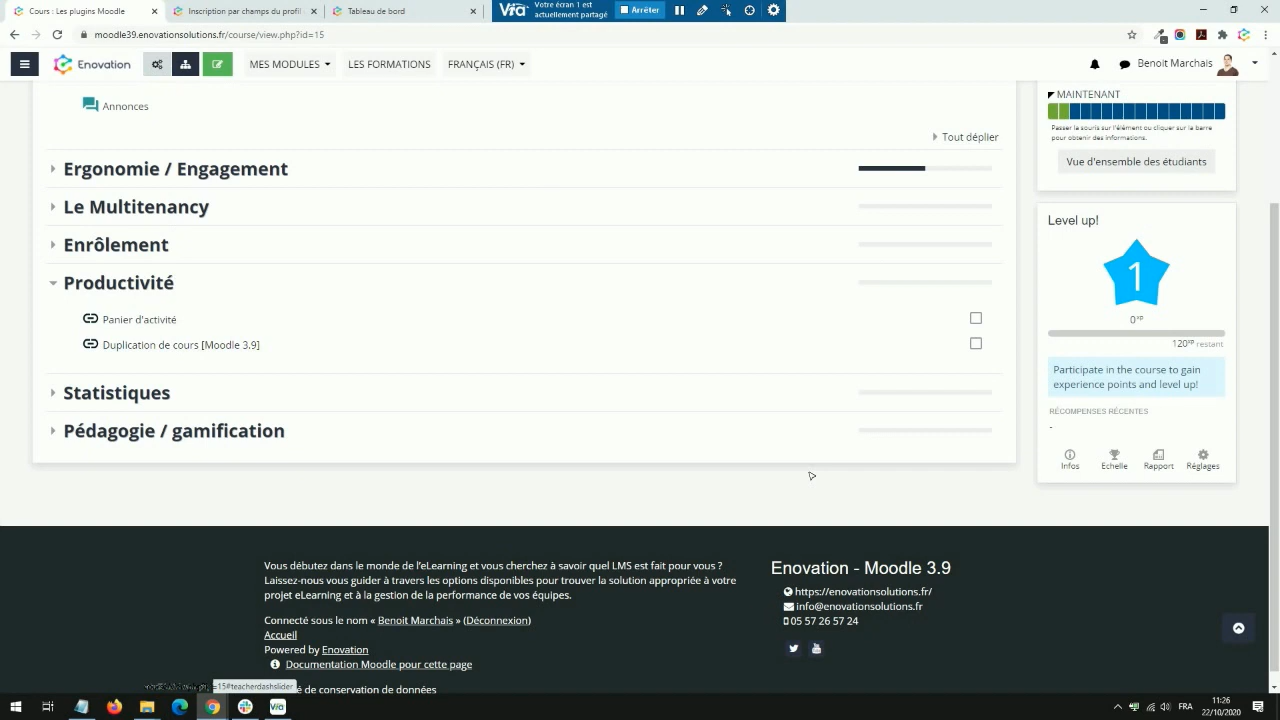 Cours : Les plugins Moodle
Inscription par champs du profil
Tableau de bord
Via
Votre écran 1 est
actuellement partagé
Arrêter
moodle39.enovationsolutions.fr/course/view.php?id=15
Enovation
MES MODULES
LES FORMATIONS
FRANÇAIS (FR)
Benoit Marchais
Annonces
Tout déplier
Ergonomie / Engagement
Le Multitenancy
Enrôlement
Productivité
Panier d'activité
Duplication de cours [Moodle 3.9]
Statistiques
Pédagogie / gamification
MAINTENANT
Passer la souris sur l'élément ou cliquer sur la barre
pour obtenir des informations.
Vue d'ensemble des étudiants
Level up!
1
0xp
120xp restant
Participate in the course to gain
experience points and level up!
RÉCOMPENSES RÉCENTES
-
Infos
Echelle
Rapport
Réglages
Vous débutez dans le monde de l'eLearning et vous cherchez à savoir quel LMS est fait pour vous ?
Laissez-nous vous guider à travers les options disponibles pour trouver la solution appropriée à votre
projet eLearning et à la gestion de la performance de vos équipes.
Connecté sous le nom « Benoit Marchais » (Déconnexion)
Accueil
Powered by Enovation
Documentation Moodle pour cette page
é de conservation de données
Enovation - Moodle 3.9
https://enovationsolutions.fr/
info@enovationsolutions.fr
05 57 26 57 24
=15#teacherdashslider
FRA
11:26
22/10/2020